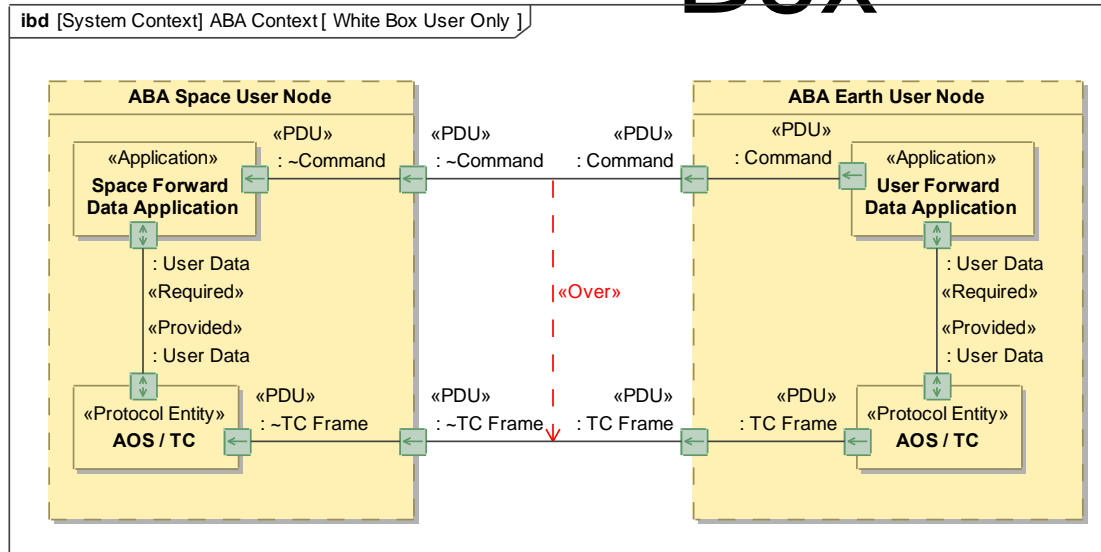 Box
ibd [System Context] ABA Context [ White Box User Only ]
ABA Space User Node
ABA Earth User Node
«PDU»
: ~Command
«PDU»
: ~Command
«PDU»
: Command
«PDU»
: Command
«Application»
Space Forward
Data Application
«Application»
User Forward
Data Application
: User Data
«Required»
«Provided»
: User Data
«Over»
: User Data
«Required»
«Provided»
: User Data
«Protocol Entity»
AOS / TC
«PDU»
: ~TC Frame
«PDU»
: ~TC Frame
«PDU»
: TC Frame
«PDU»
: TC Frame
«Protocol Entity»
AOS / TC